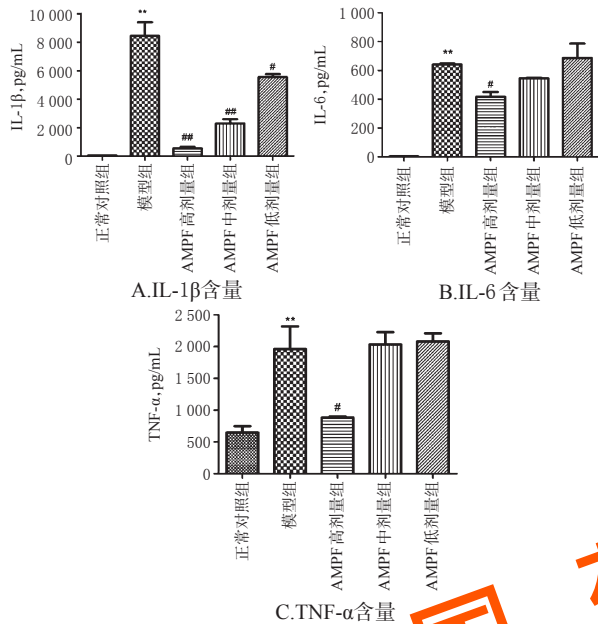 10 000
8 000
6 000
4 000
2 000
0
IL-1β,pg/mL
**
##
##
#
正常对照组
模型组
AMPF高剂量组
AMPF中剂量组
AMPF低剂量组
A.IL-1β含量
1 000
800
600
400
200
0
IL-6,pg/mL
**
#
正常对照组
模型组
AMPF高剂量组
AMPF中剂量组
AMPF低剂量组
B.IL-6含量
2 500
2 000
1 500
1 000
500
0
TNF-α,pg/mL
**
#
正常对照组
模型组
AMPF高剂量组
AMPF中剂量组
AMPF低剂量组
C.TNF-α含量